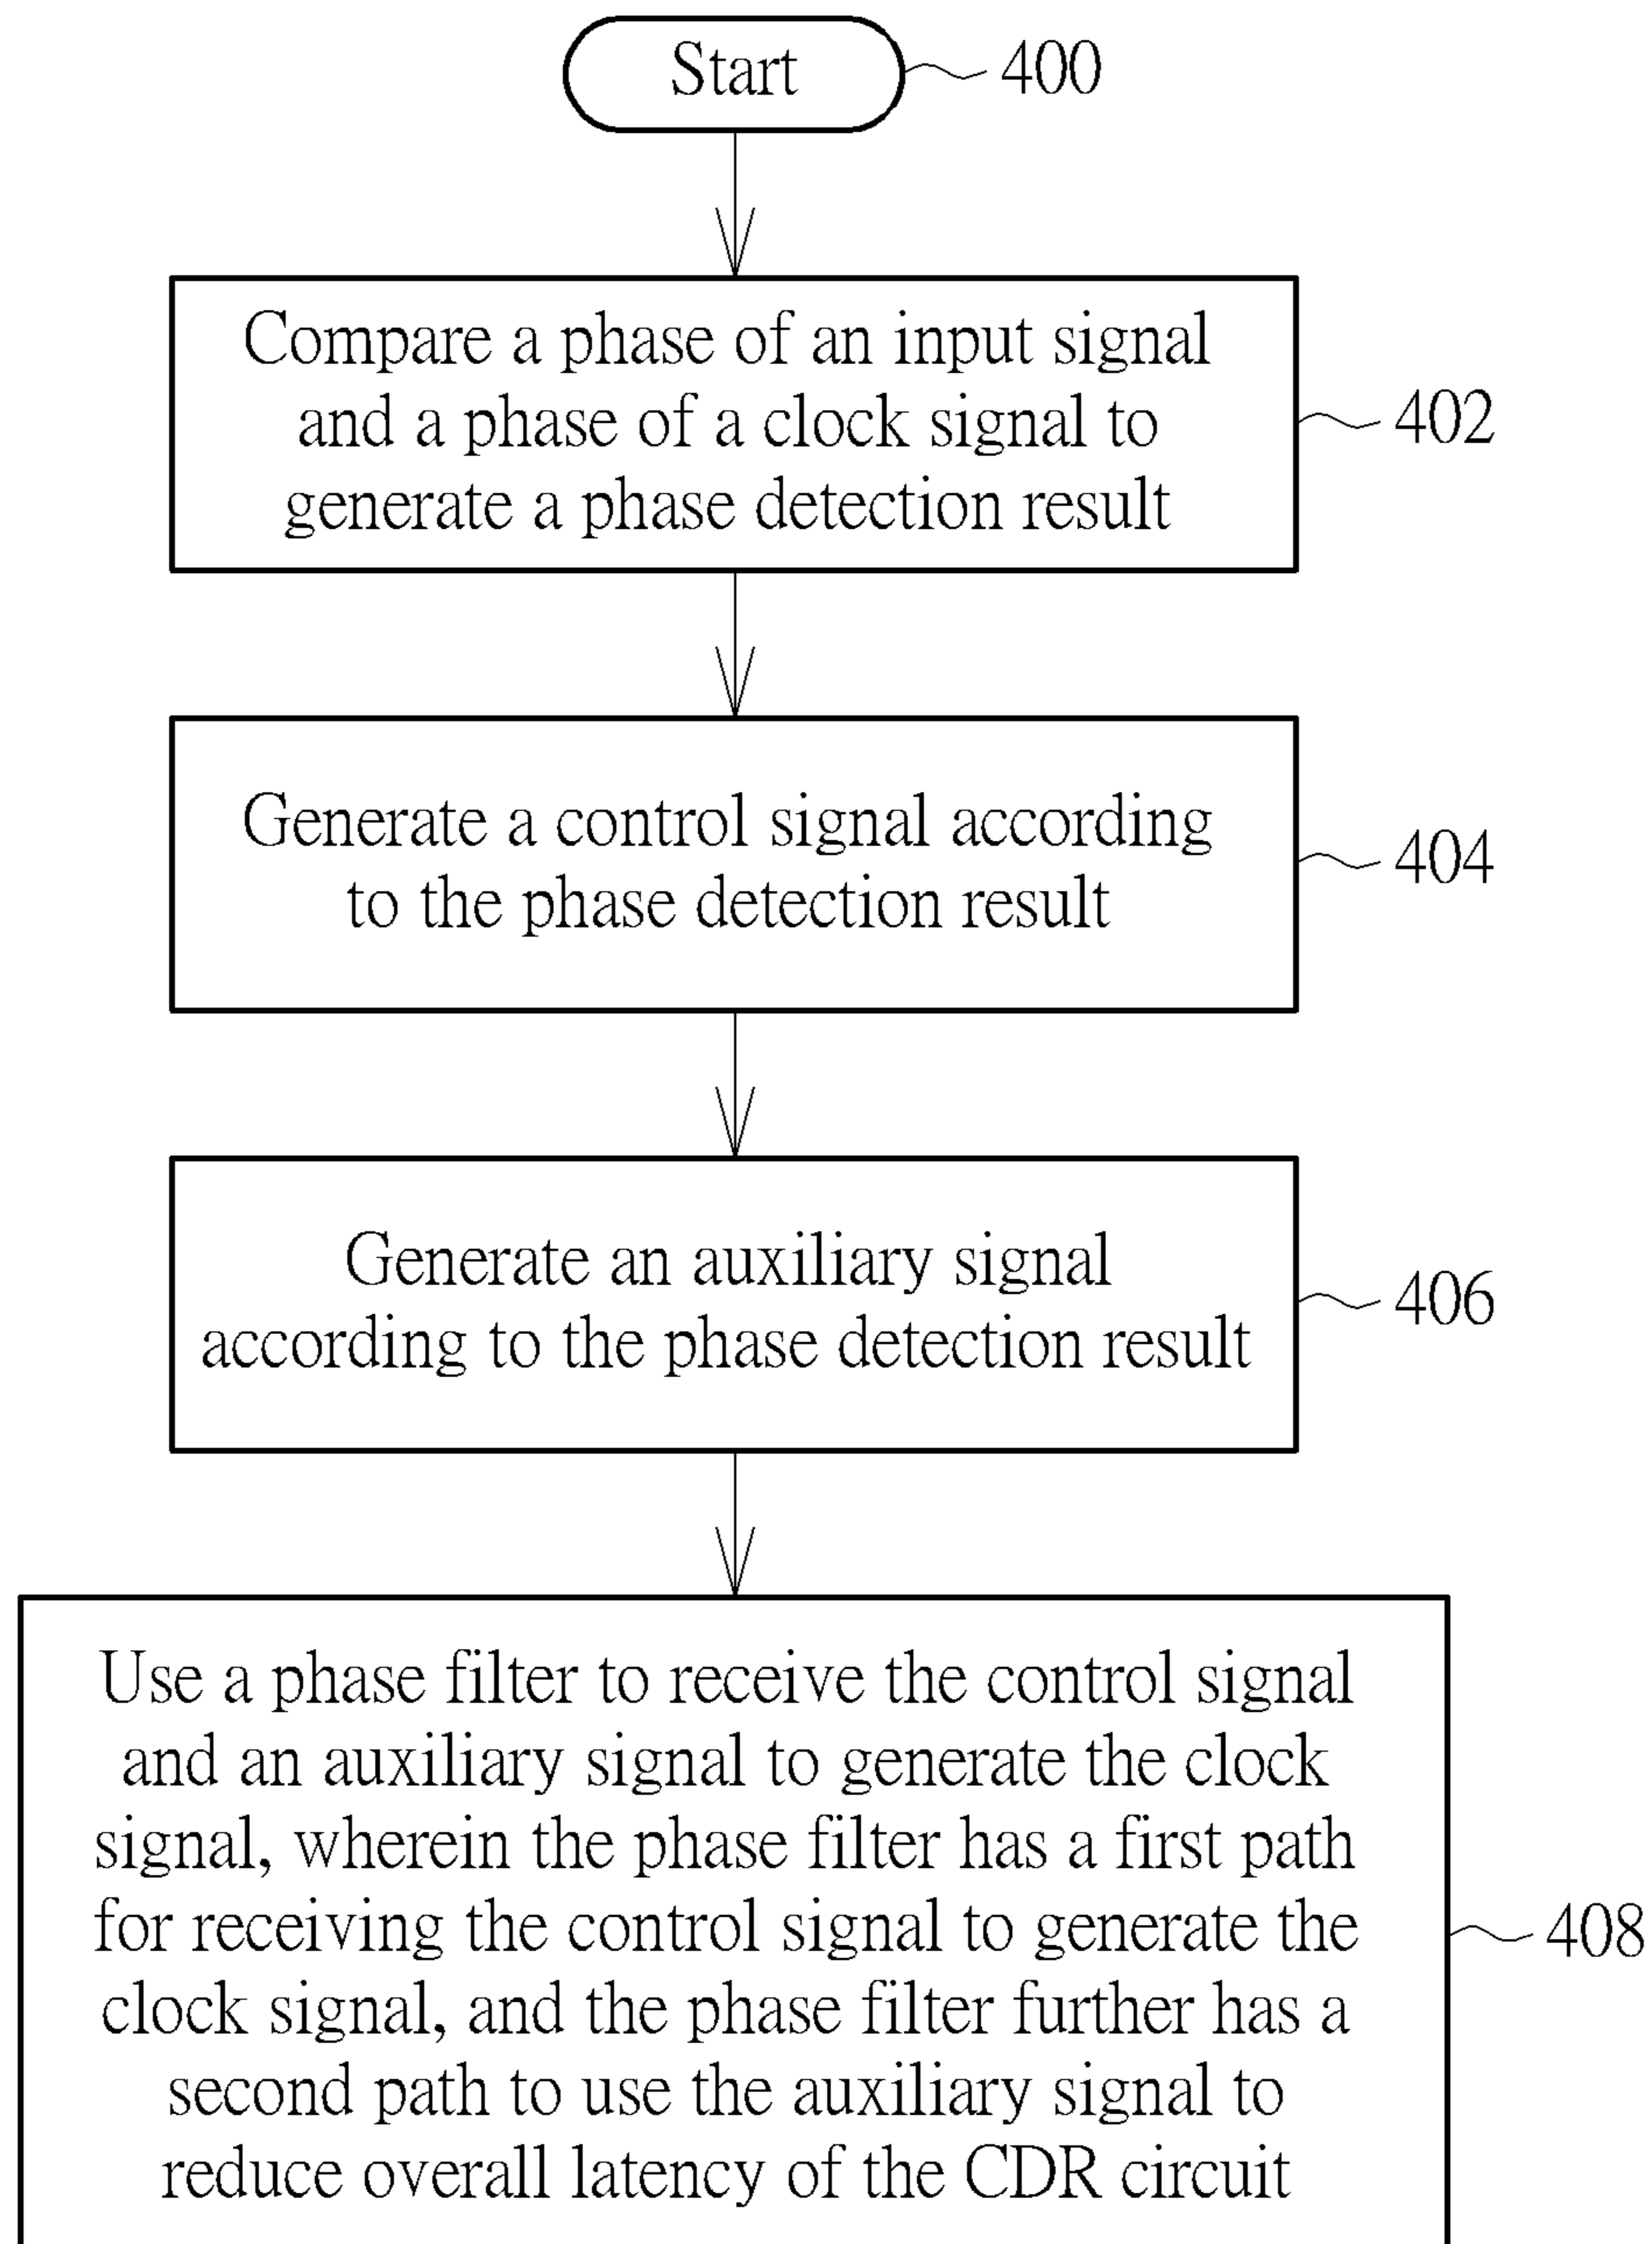 Start
400
Compare a phase of an input signal
and a phase of a clock signal to
generate a phase detection result
402
Generate a control signal according
to the phase detection result
404
Generate an auxiliary signal
according to the phase detection result
406
Use a phase filter to receive the control signal
and an auxiliary signal to generate the clock
signal, wherein the phase filter has a first path
for receiving the control signal to generate the
clock signal, and the phase filter further has a
second path to use the auxiliary signal to
reduce overall latency of the CDR circuit
408